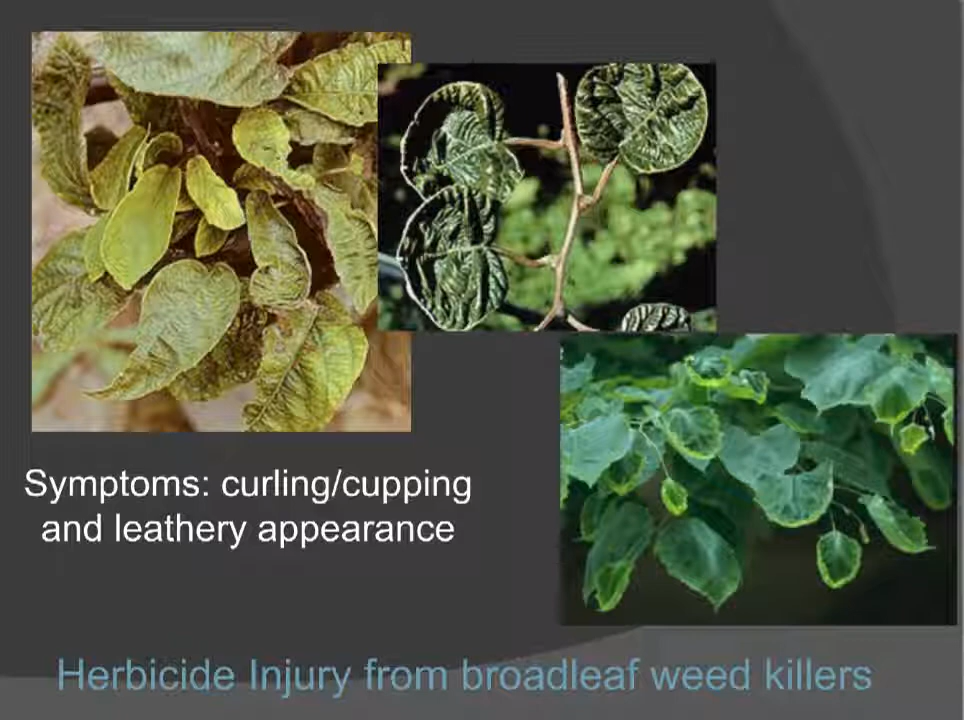 Symptoms: curling/cupping
and leathery appearance
Herbicide Injury from broadleaf weed killers